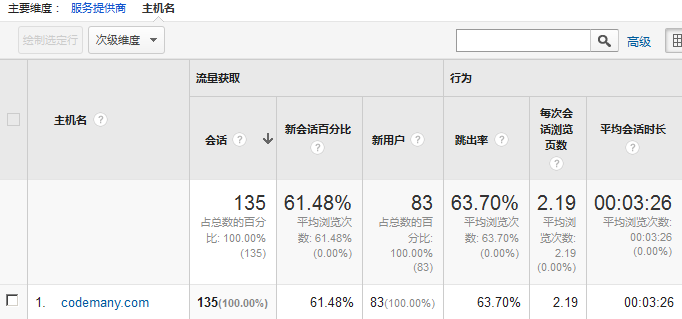 主要维度： 服务提供商 主机名
绘制选定行 次级维度 高级
流量获取 行为
主机名 ?
会话 ?
新会话百分比
?
新用户 ?
跳出率 ?
每次会
话浏览
页数
?
平均会话时长
?
135
占总数的百分
比: 100.00%
(135)
61.48%
平均浏览次
数: 61.48%
(0.00%)
83
占总数的百
分比:
100.00%
(83)
63.70%
平均浏览次
数: 63.70%
(0.00%)
2.19
平均浏
览次数:
2.19
(0.00%)
00:03:26
平均浏览次数:
00:03:26
(0.00%)
1. codemany.com 135(100.00%) 61.48% 83(100.00%) 63.70% 2.19 00:03:26